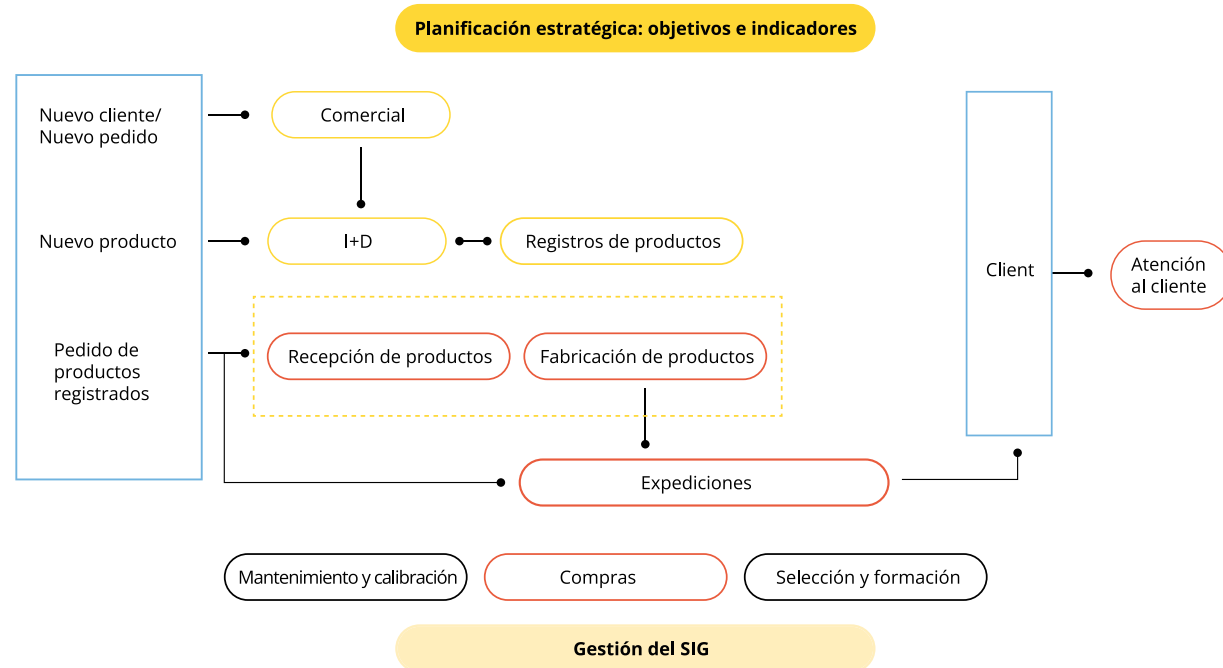 Planificación estratégica: objetivos e indicadores
Nuevo cliente/
Nuevo pedido
Comercial
Nuevo producto
I+D
Registros de productos
Client
Atención
al cliente
Pedido de
productos
registrados
Recepción de productos
Fabricación de productos
Expediciones
Mantenimiento y calibración
Compras
Selección y formación
Gestión del SIG